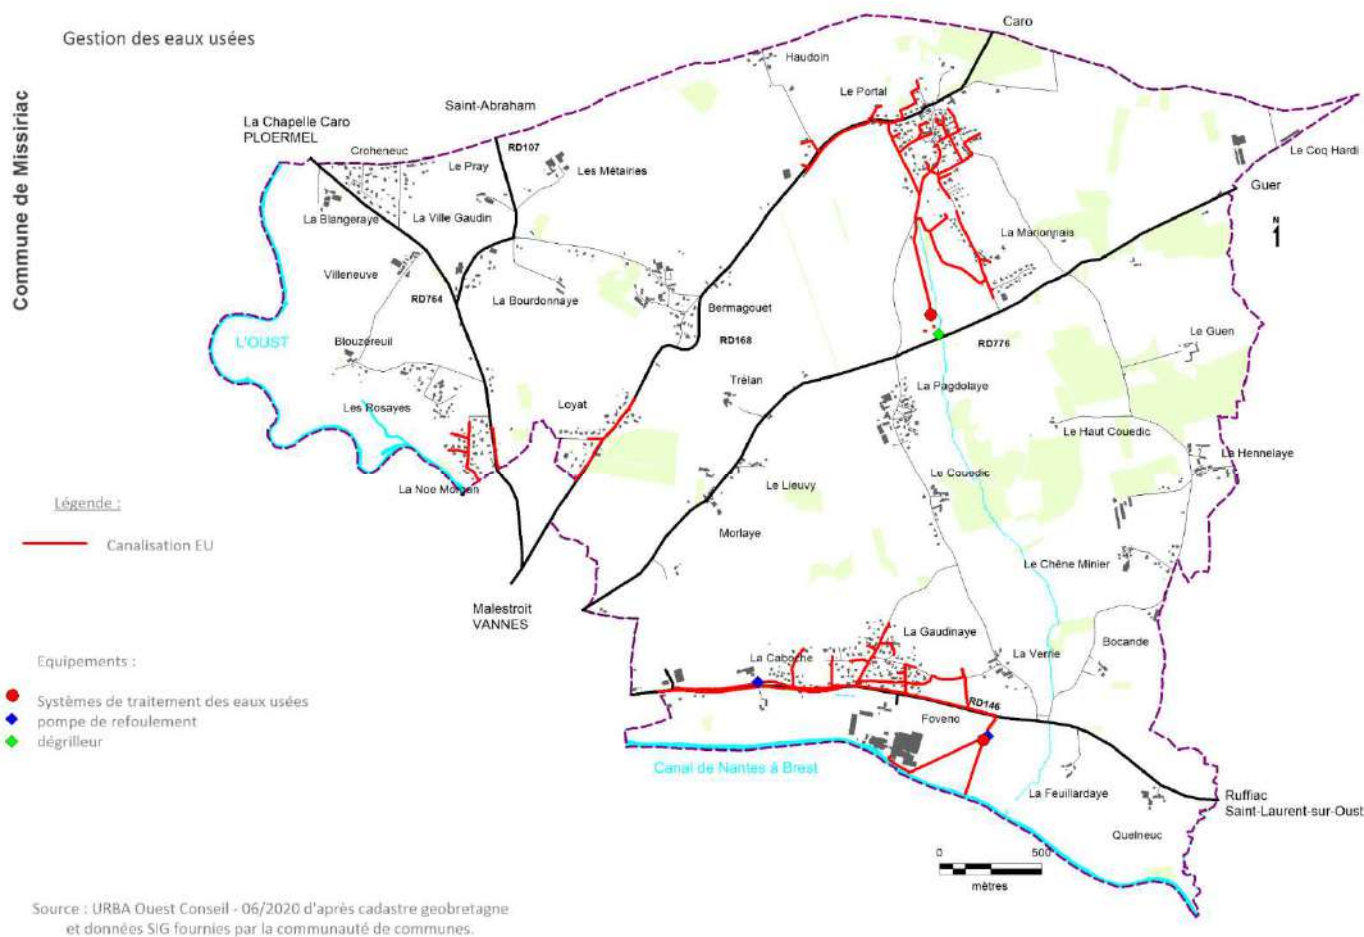 Gestion des eaux usées
Commune de Missiriac
Caro
Haudoin
Le Portal
Saint-Abraham
La Chapelle Caro
PLOERMEL
Croheneuc
RD107
Le Pray
Les Métairies
Le Coq Hardi
Guer
N
1
La Blangeraye
La Ville Gaudin
La Marionnais
Villeneuve
RD764
La Bourdonnaye
Bermagouet
L'OUST
Blouzéreuil
RD168
RD776
Le Guen
Trélan
La Pagdolaye
Les Rosayes
Loyat
Le Haut Couedic
La Hennelaye
La Noe Morgan
Le Lieuvy
Le Couedic
Légende :
Canalisation EU
Morlaye
Le Chêne Minier
Malestroit
VANNES
La Gaudinaye
Bocande
La Verrie
La Caboche
Equipements :
Systèmes de traitement des eaux usées
pompe de refoulement
dégrilleur
RD146
Foveno
Canal de Nantes à Brest
La Feuillardaye
Ruffiac
Saint-Laurent-sur-Oust
Quelneuc
0 500
mètres
Source : URBA Ouest Conseil - 06/2020 d'après cadastre geobretagne
et données SIG fournies par la communauté de communes.